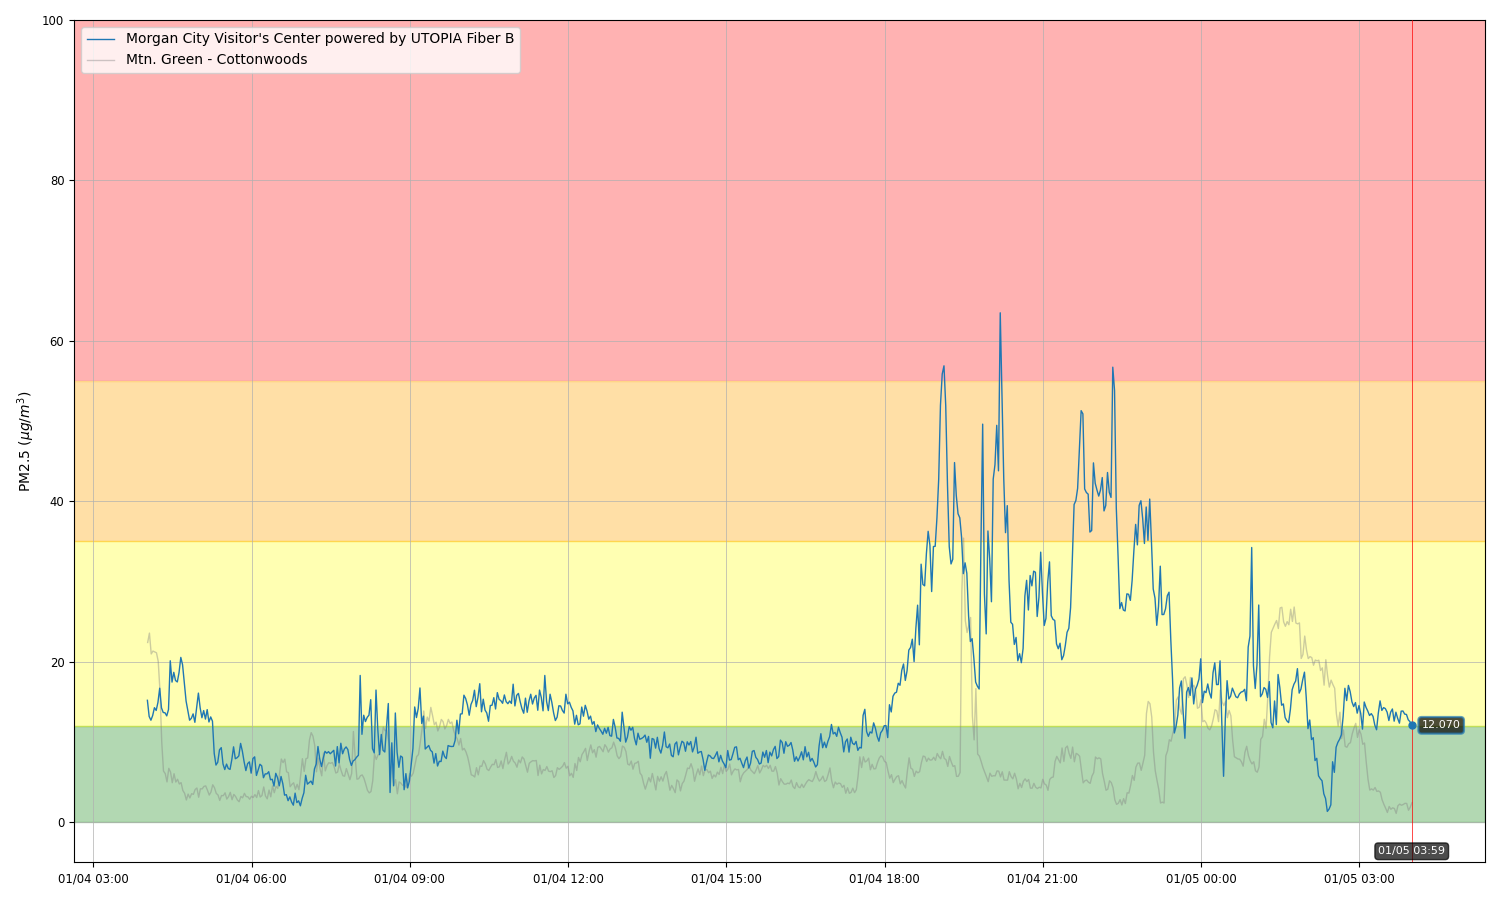 100
Morgan City Visitor's Center powered by UTOPIA Fiber B
Mtn. Green - Cottonwoods
80
60
PM2.5 (µg/m³)
40
20
12.070
0
01/05 03:59
01/04 03:00 01/04 06:00 01/04 09:00 01/04 12:00 01/04 15:00 01/04 18:00 01/04 21:00 01/05 00:00 01/05 03:00